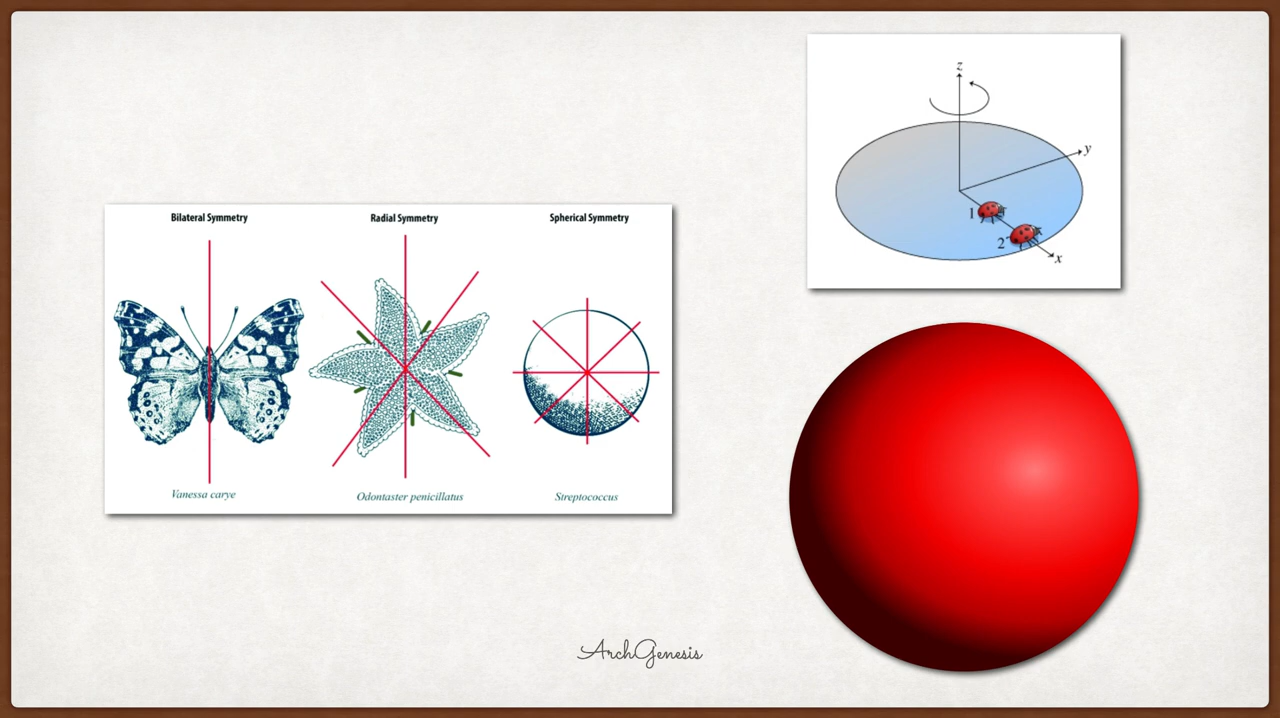 Bilateral Symmetry
Radial Symmetry
Spherical Symmetry
Vanessa carye
Odontaster penicillatus
Streptococcus
z
y
1
2
x
ArchGenesis